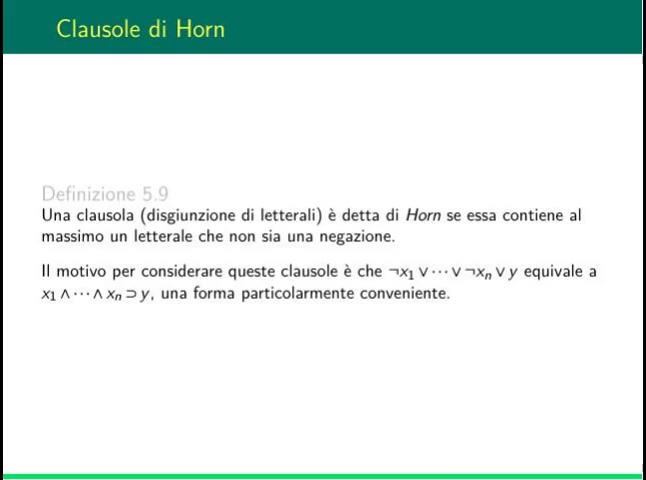 Clausole di Horn
Definizione 5.9
Una clausola (disgiunzione di letterali) è detta di Horn se essa contiene al
massimo un letterale che non sia una negazione.
Il motivo per considerare queste clausole è che ¬x₁ ∨ ··· ∨ ¬xₙ ∨ y equivale a
x₁ ∧ ··· ∧ xₙ ⊃ y, una forma particolarmente conveniente.